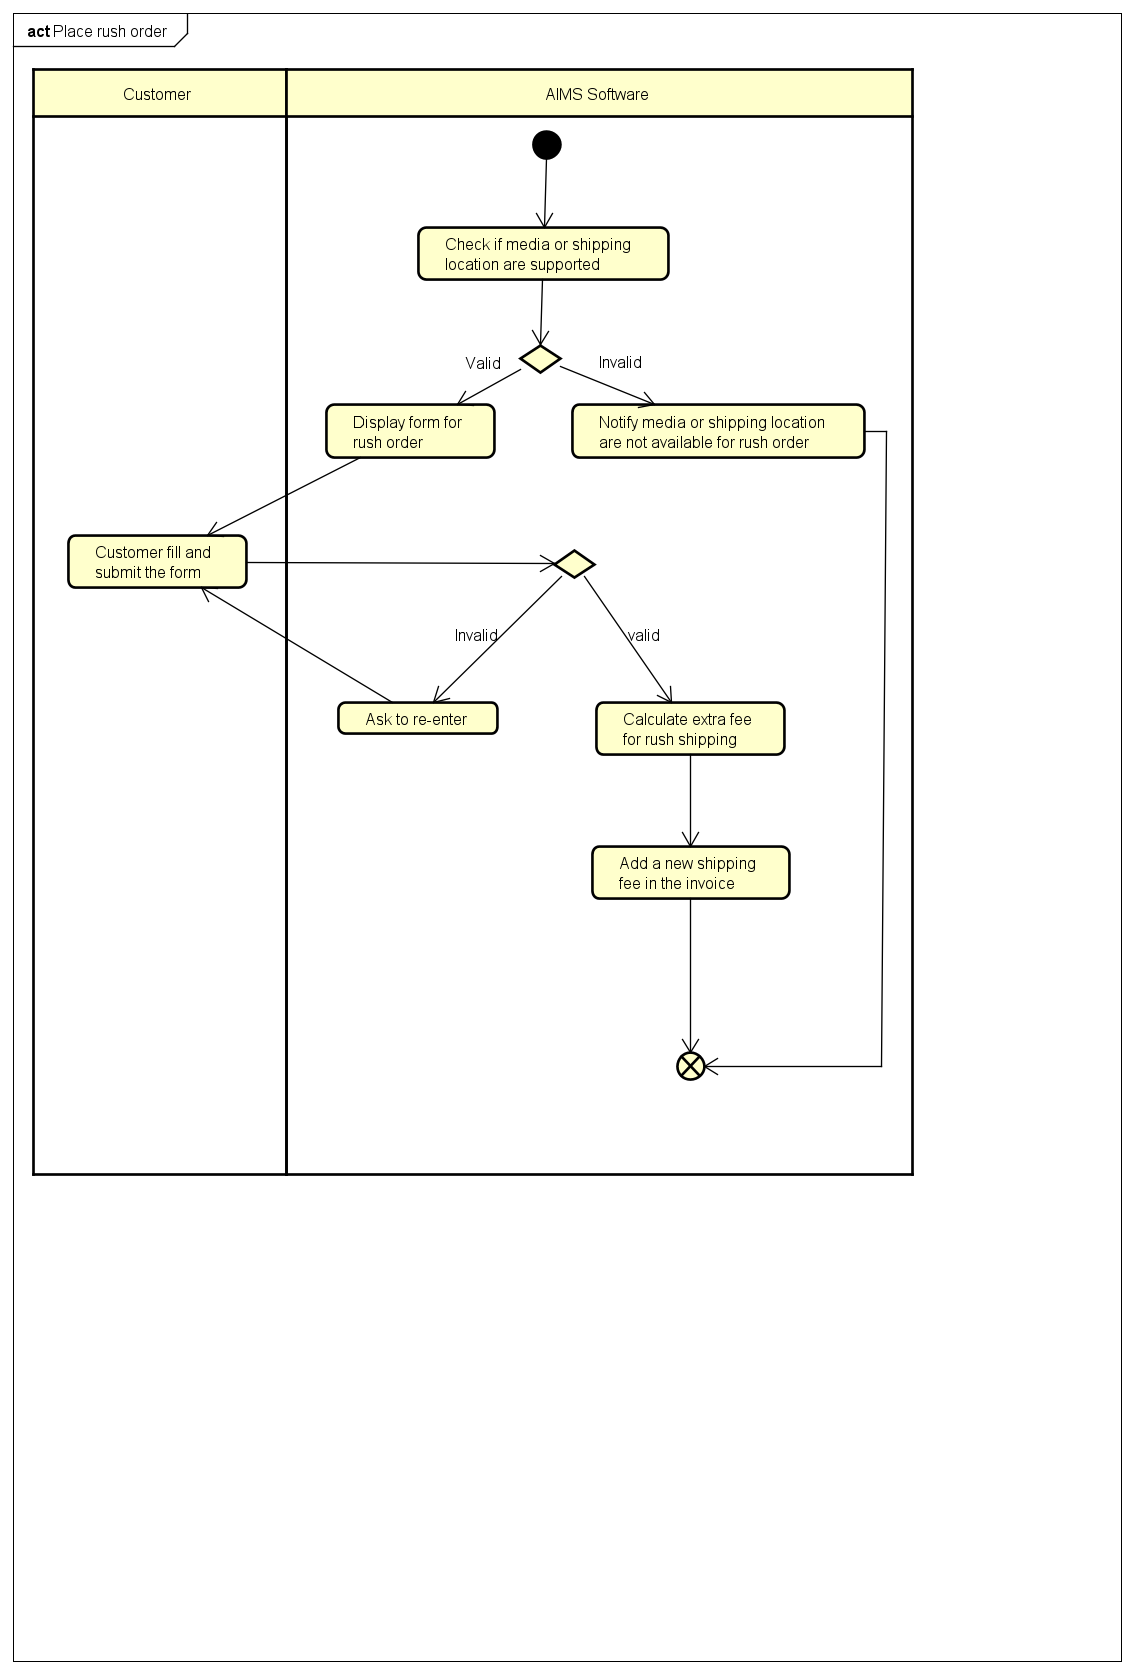 act Place rush order
Customer
AIMS Software
Check if media or shipping
location are supported
Valid
Invalid
Display form for
rush order
Notify media or shipping location
are not available for rush order
Customer fill and
submit the form
Invalid
valid
Ask to re-enter
Calculate extra fee
for rush shipping
Add a new shipping
fee in the invoice